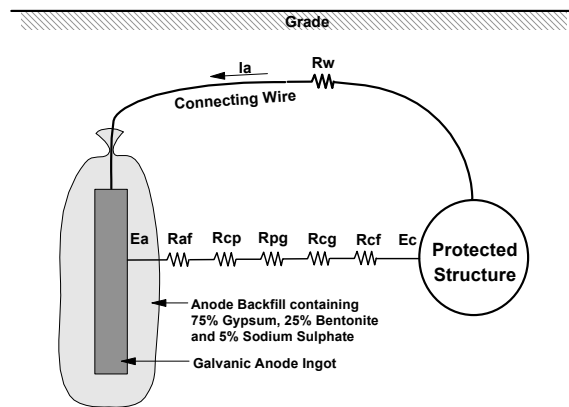 Grade
Ia
Rw
Connecting Wire
Ea
Raf
Rcp
Rpg
Rcg
Rcf
Ec
Protected
Structure
Anode Backfill containing
75% Gypsum, 25% Bentonite
and 5% Sodium Sulphate
Galvanic Anode Ingot